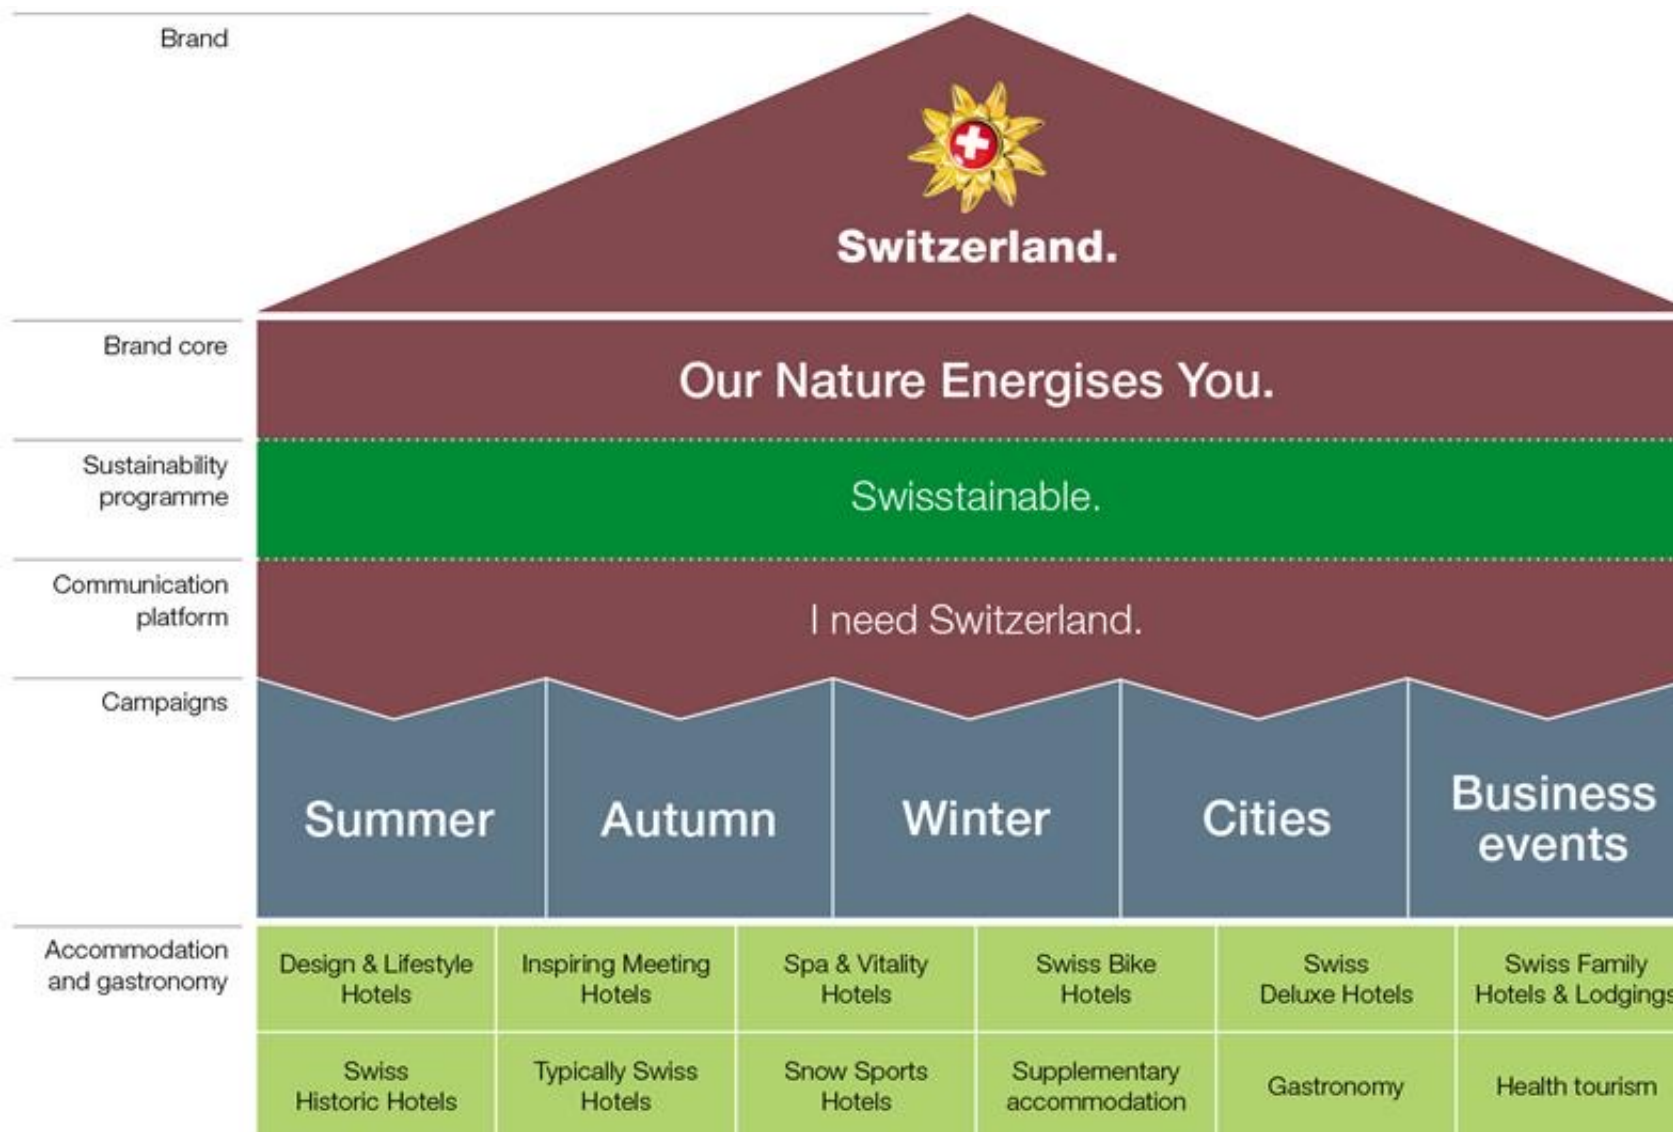 Brand
Switzerland.
Brand core
Our Nature Energises You.
Sustainability
programme
Swisstainable.
Communication
platform
I need Switzerland.
Campaigns
Summer
Autumn
Winter
Cities
Business
events
Accommodation
and gastronomy
Design & Lifestyle
Hotels
Inspiring Meeting
Hotels
Spa & Vitality
Hotels
Swiss Bike
Hotels
Swiss
Deluxe Hotels
Swiss Family
Hotels & Lodgings
Swiss
Historic Hotels
Typically Swiss
Hotels
Snow Sports
Hotels
Supplementary
accommodation
Gastronomy
Health tourism